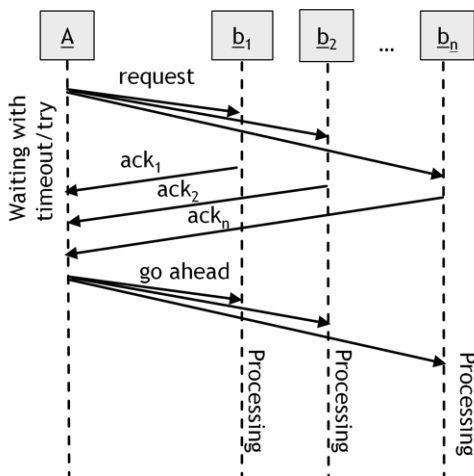 A b₁ b₂ ... bₙ
request
Waiting with
timeout/try
ack₁
ack₂
ackₙ
go ahead
Processing
Processing
Processing